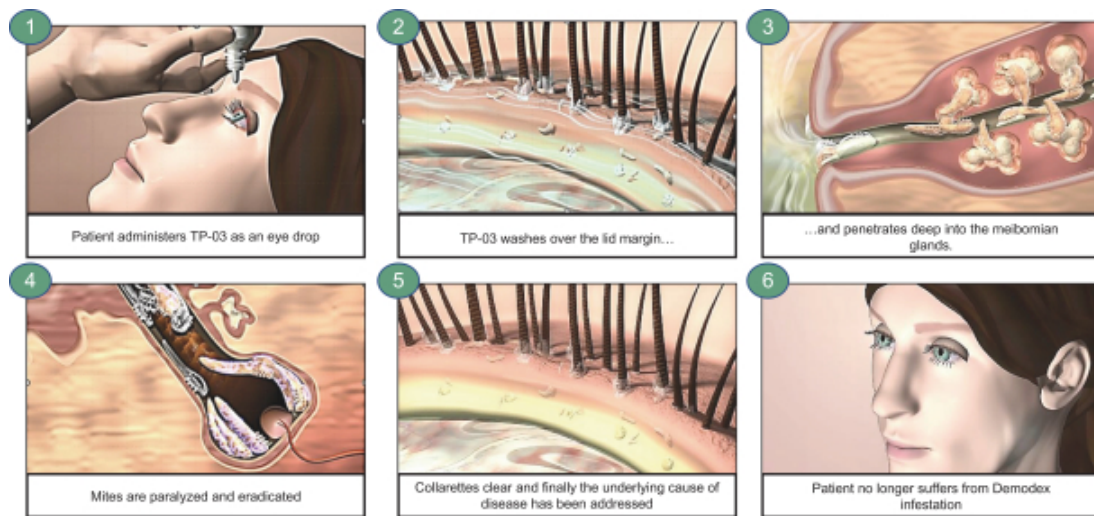 1
Patient administers TP-03 as an eye drop
2
TP-03 washes over the lid margin...
3
...and penetrates deep into the meibomian
glands.
4
Mites are paralyzed and eradicated
5
Collarettes clear and finally the underlying cause of
disease has been addressed
6
Patient no longer suffers from Demodex
infestation